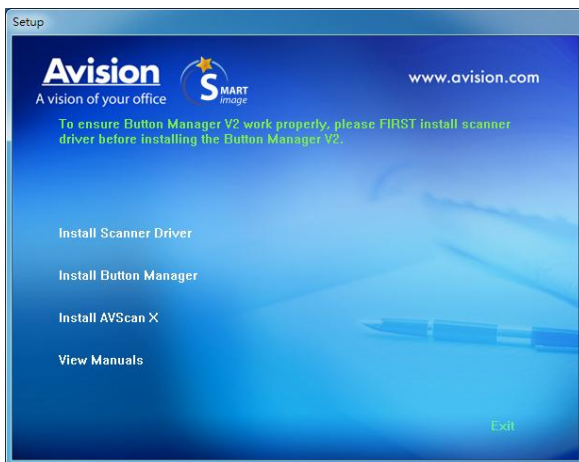 Setup
Avision
A vision of your office
SMART
Image
www.avision.com
To ensure Button Manager V2 work properly, please FIRST install scanner
driver before installing the Button Manager V2.
Install Scanner Driver
Install Button Manager
Install AVScan X
View Manuals
Exit